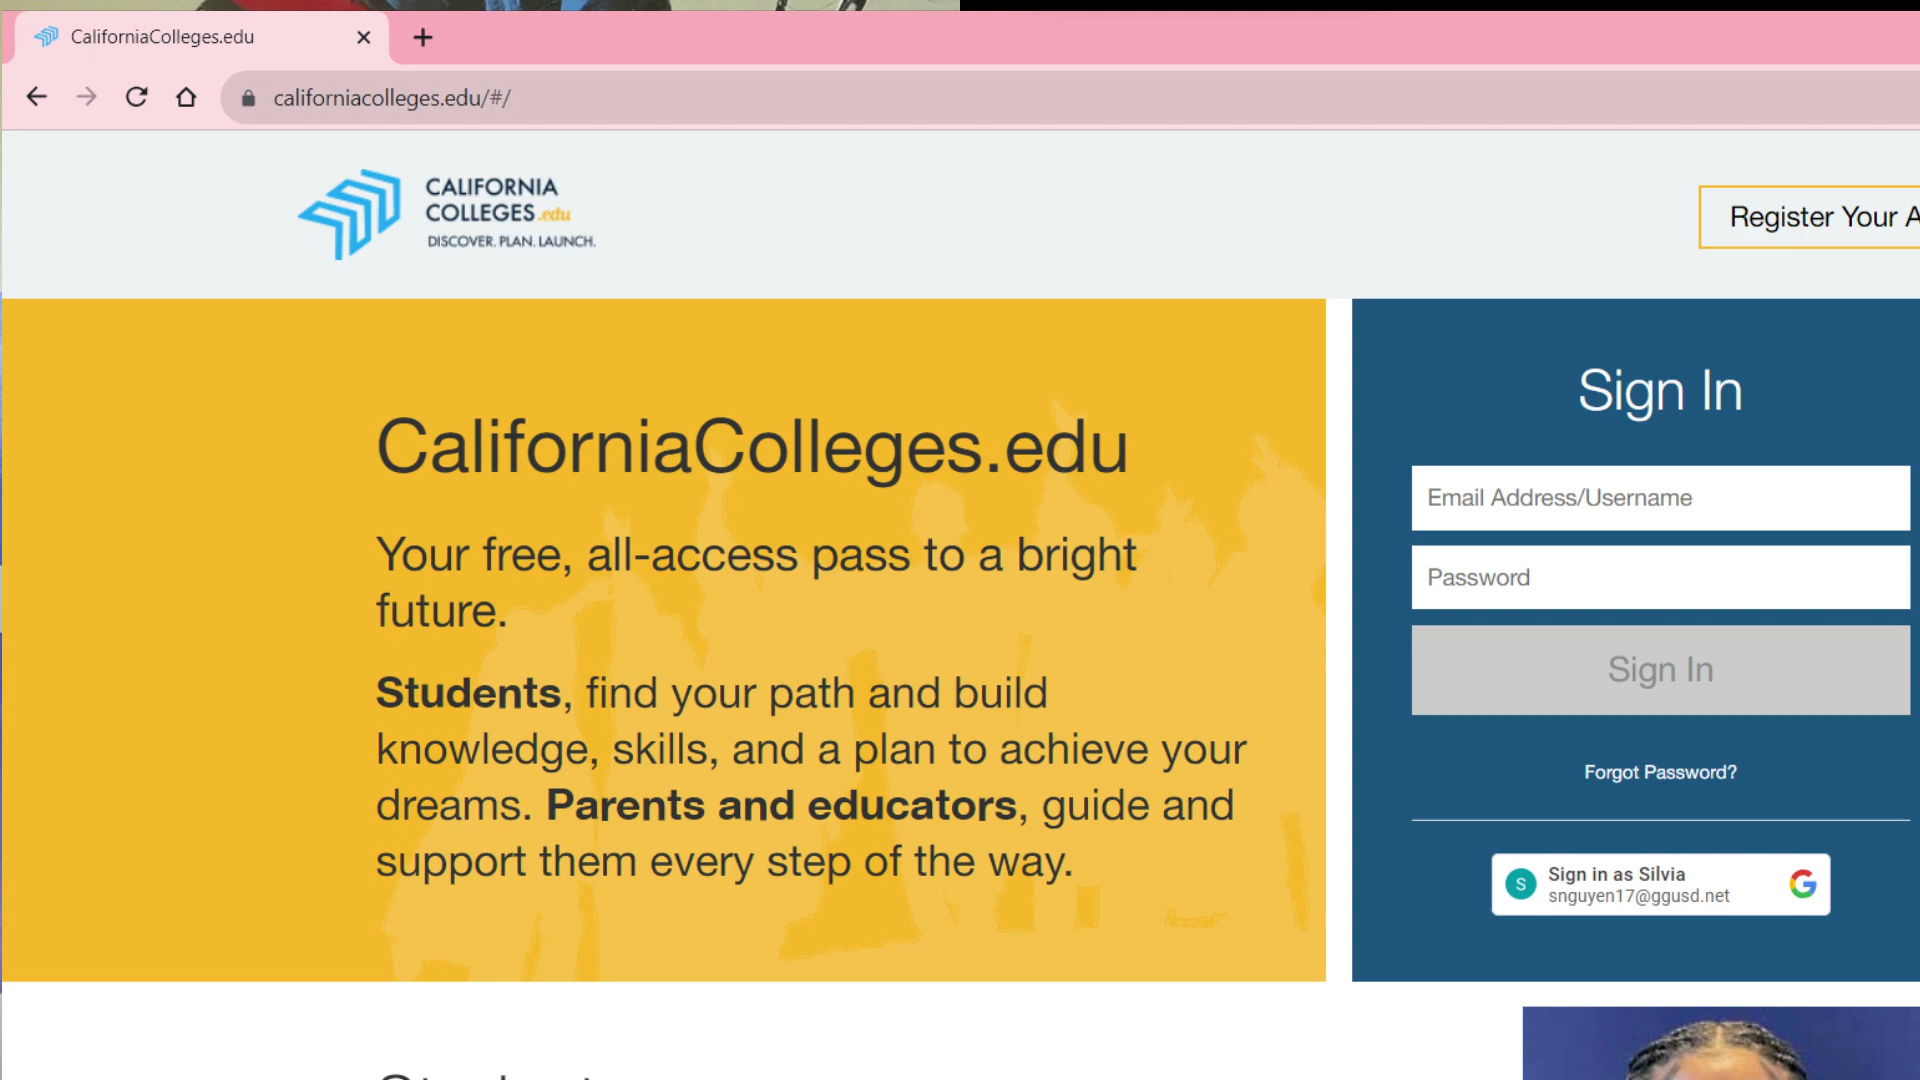 CaliforniaColleges.edu
californiacolleges.edu/#/
CALIFORNIA
COLLEGES.edu
DISCOVER. PLAN. LAUNCH.
Register Your A
CaliforniaColleges.edu
Your free, all-access pass to a bright
future.
Students, find your path and build
knowledge, skills, and a plan to achieve your
dreams. Parents and educators, guide and
support them every step of the way.
Sign In
Email Address/Username
Password
Sign In
Forgot Password?
S
Sign in as Silvia
snguyen17@ggusd.net